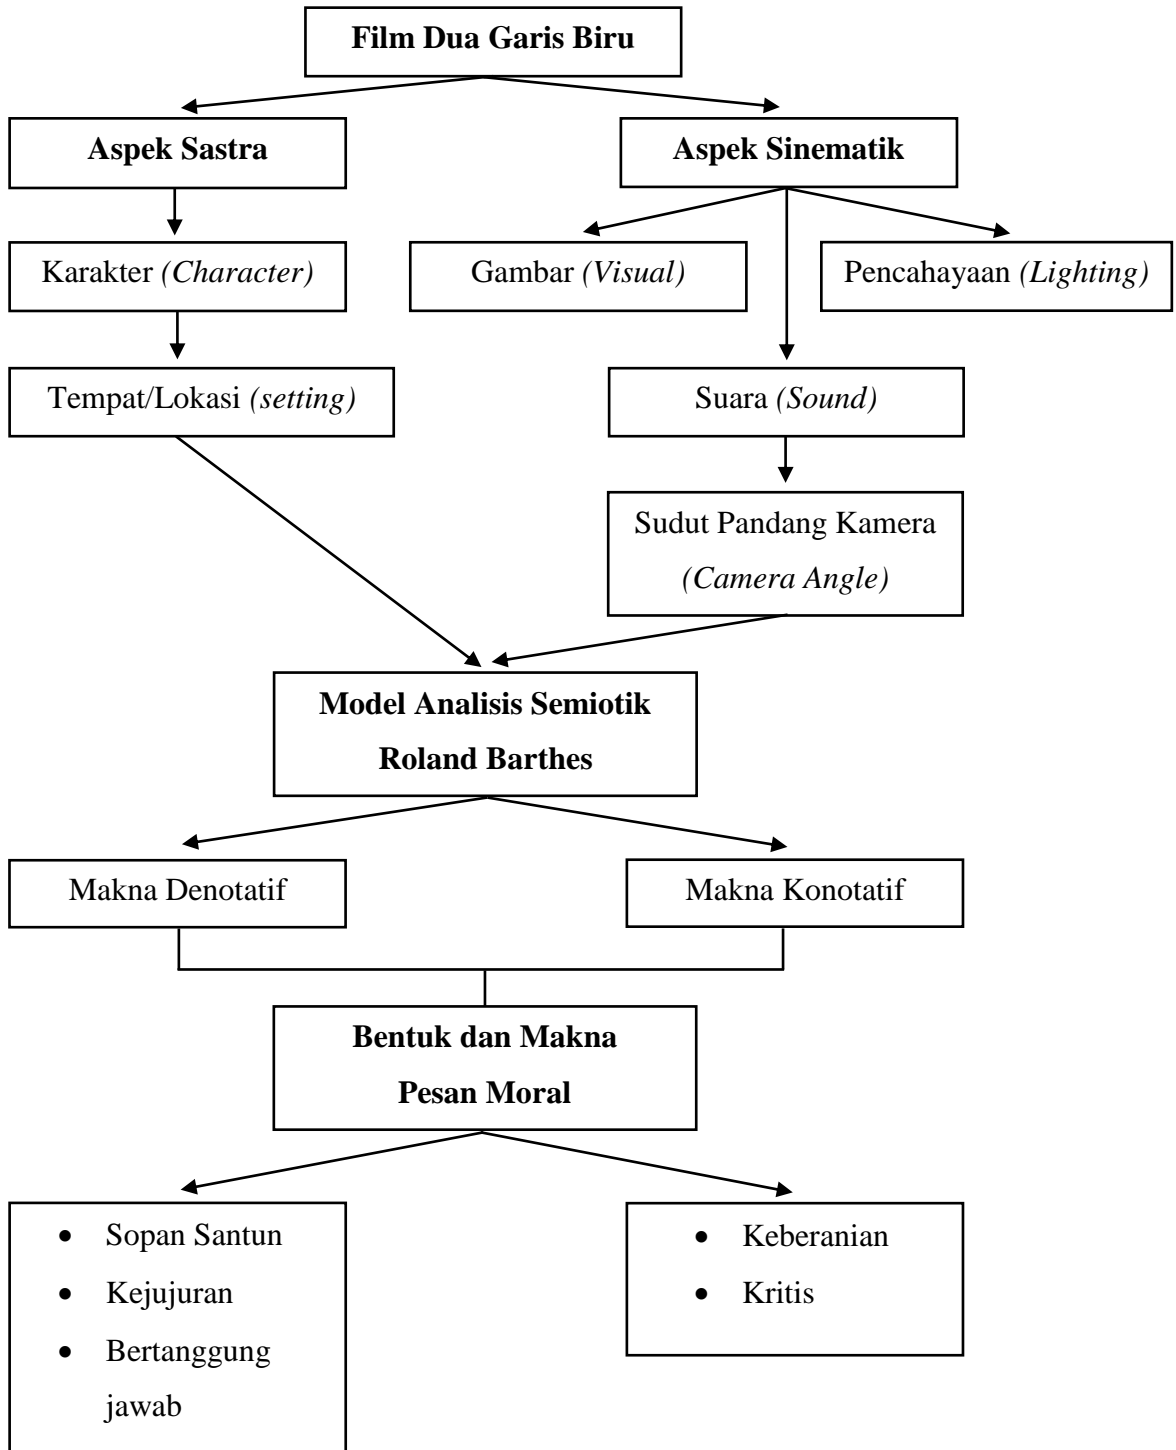 Film Dua Garis Biru
Aspek Sastra
Aspek Sinematik
Karakter (Character)
Gambar (Visual)
Pencahayaan (Lighting)
Tempat/Lokasi (setting)
Suara (Sound)
Sudut Pandang Kamera
(Camera Angle)
Model Analisis Semiotik
Roland Barthes
Makna Denotatif
Makna Konotatif
Bentuk dan Makna
Pesan Moral
• Sopan Santun
• Kejujuran
• Bertanggung
jawab
• Keberanian
• Kritis